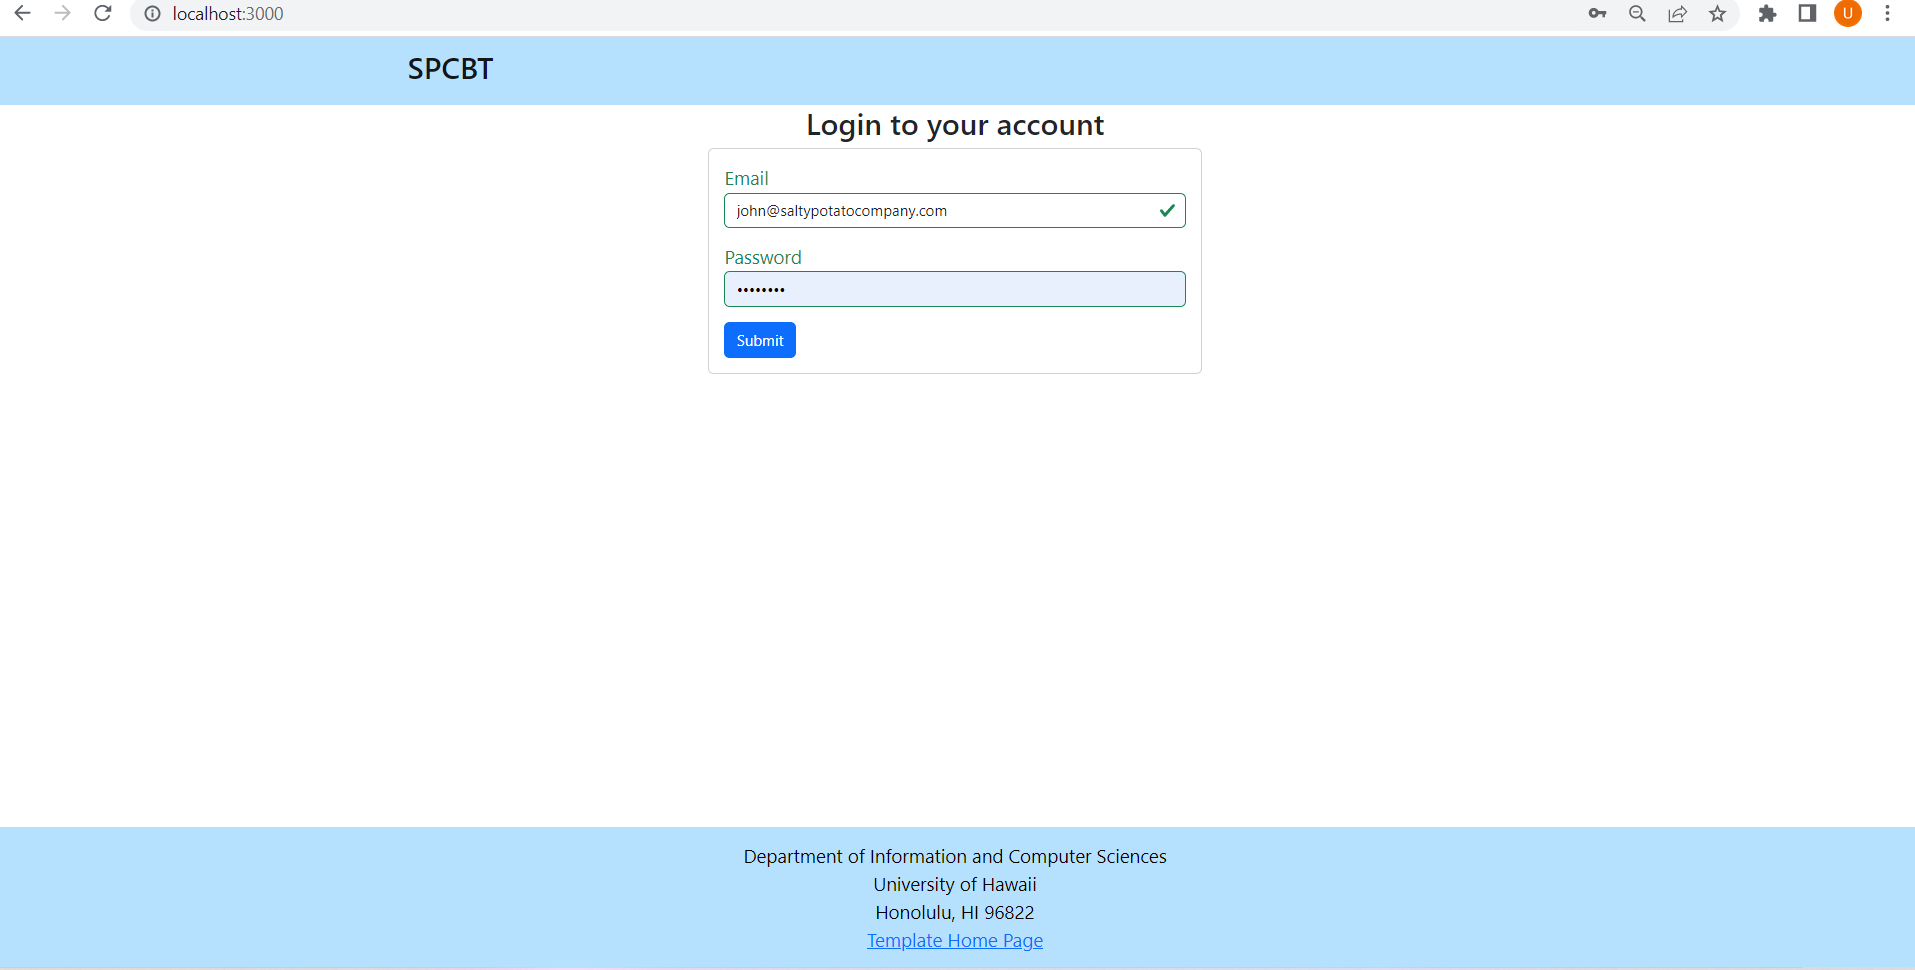 localhost:3000
U
SPCBT
Login to your account
Email
john@saltypotatocompany.com
Password
••••••••
Submit
Department of Information and Computer Sciences
University of Hawaii
Honolulu, HI 96822
Template Home Page